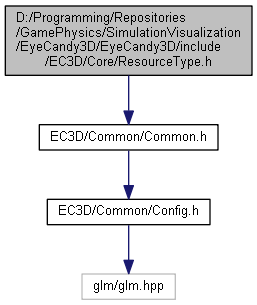 D:/Programming/Repositories
/GamePhysics/SimulationVisualization
/EyeCandy3D/EyeCandy3D/include
/EC3D/Core/ResourceType.h
EC3D/Common/Common.h
EC3D/Common/Config.h
glm/glm.hpp